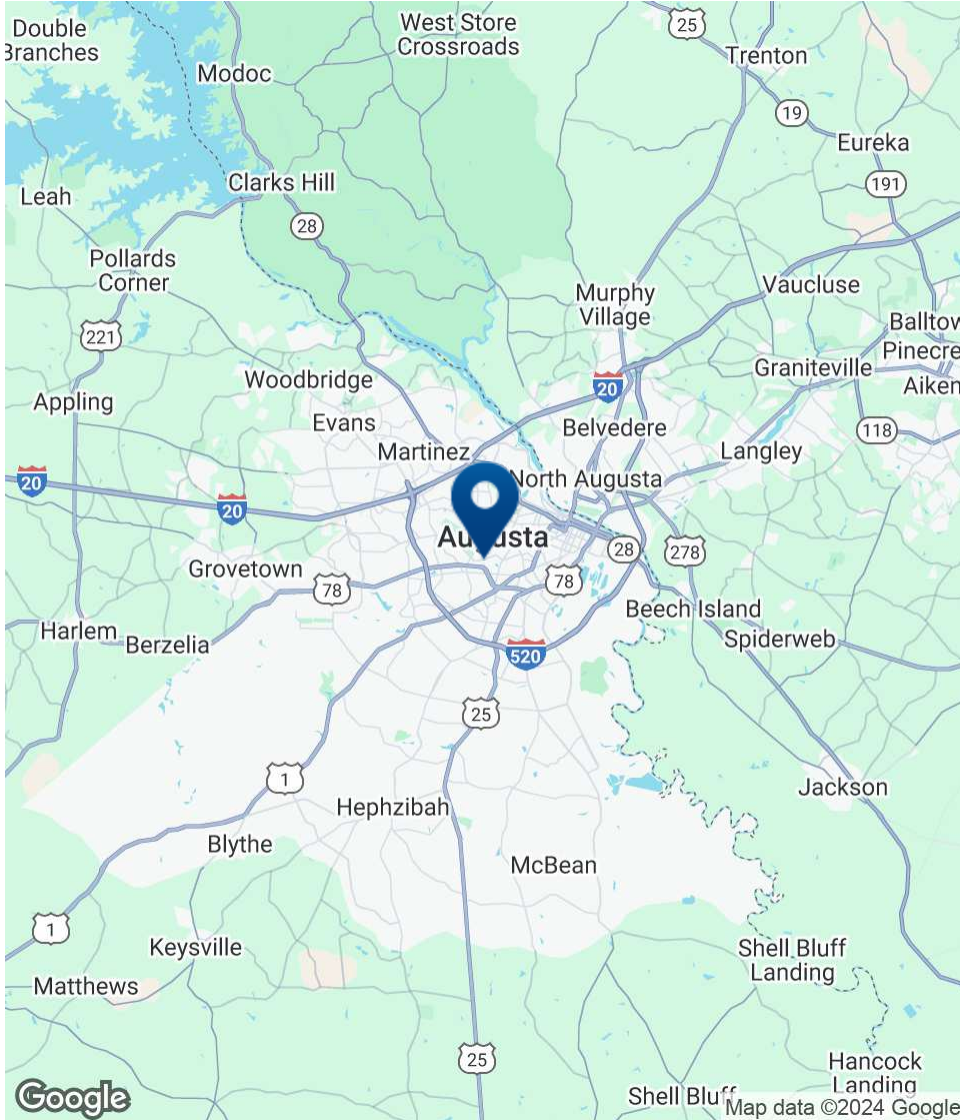 Double
Branches
West Store
Crossroads
25
Trenton
Modoc
19
Eureka
Clarks Hill
191
Leah
28
Pollards
Corner
Murphy
Village
Vaucluse
221
Balltow
Pinecre
Graniteville
Aiken
Woodbridge
20
Appling
Evans
Belvedere
118
Martinez
Langley
20
North Augusta
20
Augusta
28
278
Grovetown
78
78
Beech Island
Harlem
Berzelia
Spiderweb
520
25
1
Jackson
Hephzibah
Blythe
McBean
1
Keysville
Shell Bluff
Landing
Matthews
25
Hancock
Landing
Google
Shell Bluff
Map data ©2024 Google